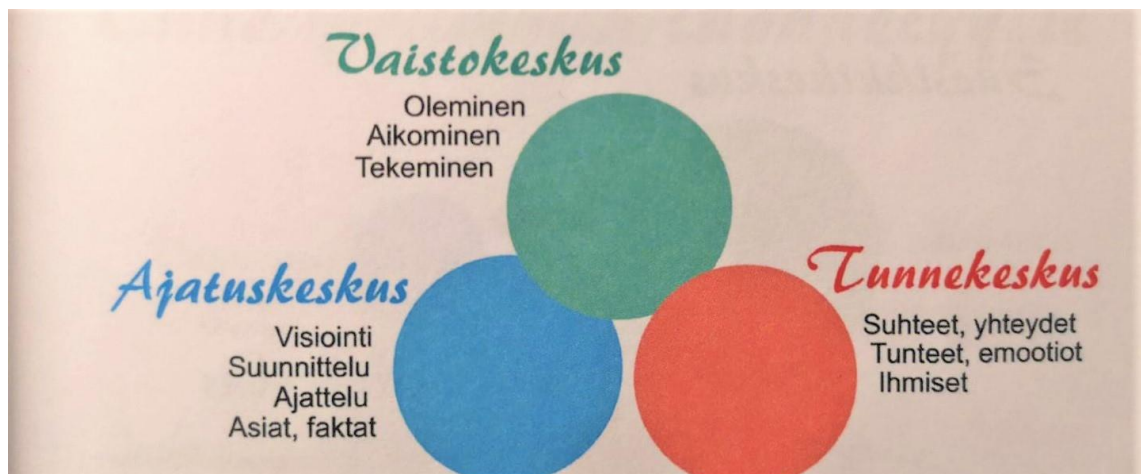 Vaistokeskus
Oleminen
Aikominen
Tekeminen
Ajatuskeskus
Visiointi
Suunnittelu
Ajattelu
Asiat, faktat
Tunnekeskus
Suhteet, yhteydet
Tunteet, emootiot
Ihmiset